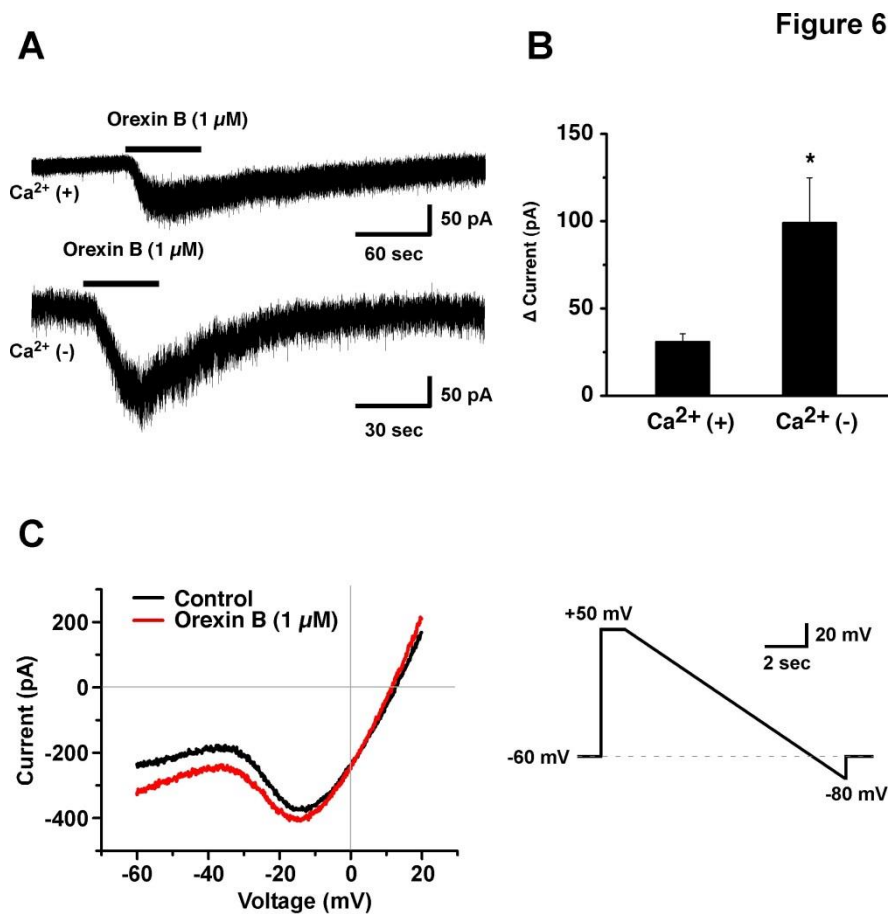 Figure 6
A
Orexin B (1 µM)
Ca²⁺ (+)
50 pA
60 sec
Orexin B (1 µM)
Ca²⁺ (-)
50 pA
30 sec
B
150
100
50
0
Δ Current (pA)
*
Ca²⁺ (+) Ca²⁺ (-)
C
Control
Orexin B (1 µM)
200
0
-200
-400
Current (pA)
-60 -40 -20 0 20
Voltage (mV)
+50 mV
20 mV
2 sec
-60 mV
-80 mV